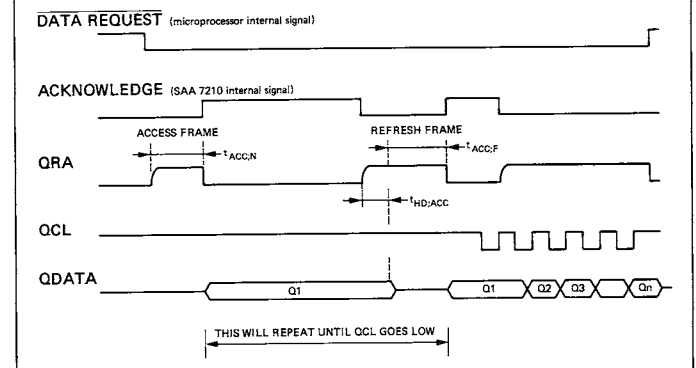 DATA REQUEST (microprocessor internal signal)
ACKNOWLEDGE (SAA 7210 internal signal)
ACCESS FRAME
REFRESH FRAME
tACC;N
tACC;F
QRA
tHD;ACC
QCL
QDATA
Q1
Q1
Q2
Q3
Qn
THIS WILL REPEAT UNTIL QCL GOES LOW